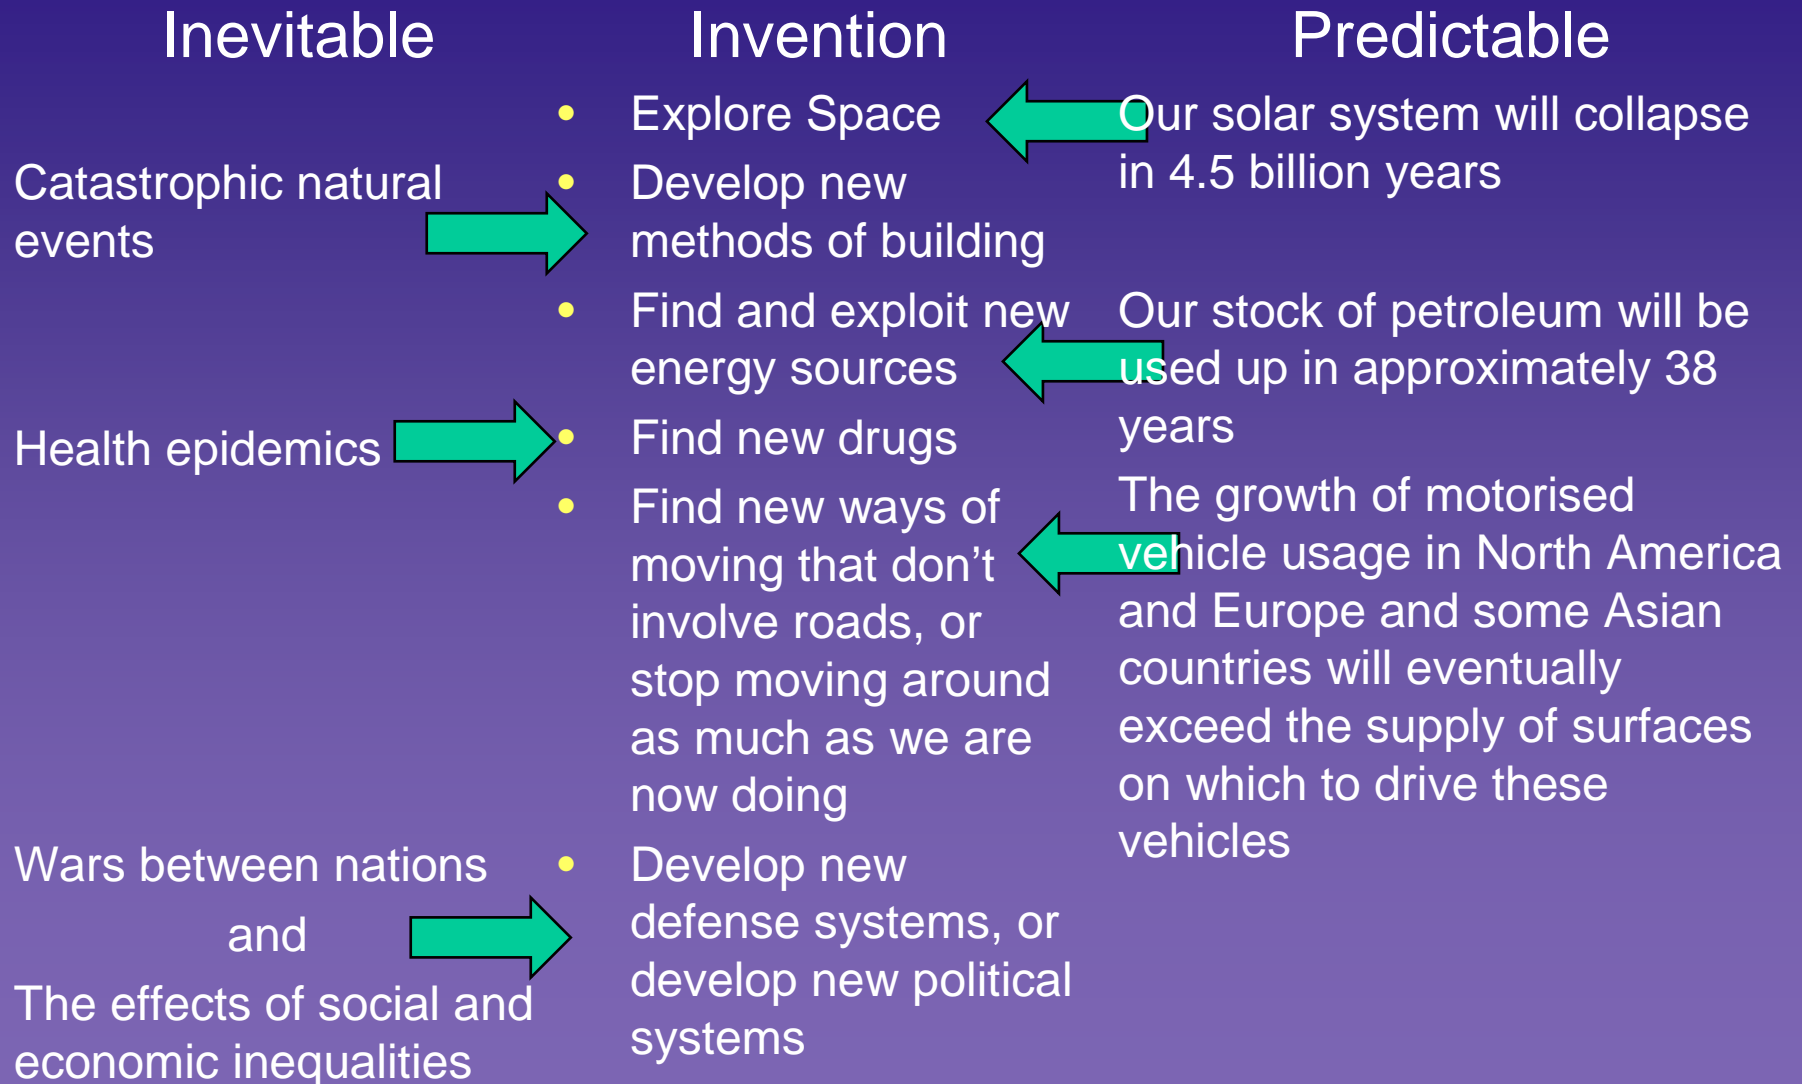 Inevitable
Catastrophic natural
events
Health epidemics
Wars between nations
and
The effects of social and
economic inequalities
Invention
• Explore Space
• Develop new
methods of building
• Find and exploit new
energy sources
• Find new drugs
• Find new ways of
moving that don’t
involve roads, or
stop moving around
as much as we are
now doing
• Develop new
defense systems, or
develop new political
systems
Predictable
Our solar system will collapse
in 4.5 billion years
Our stock of petroleum will be
used up in approximately 38
years
The growth of motorised
vehicle usage in North America
and Europe and some Asian
countries will eventually
exceed the supply of surfaces
on which to drive these
vehicles